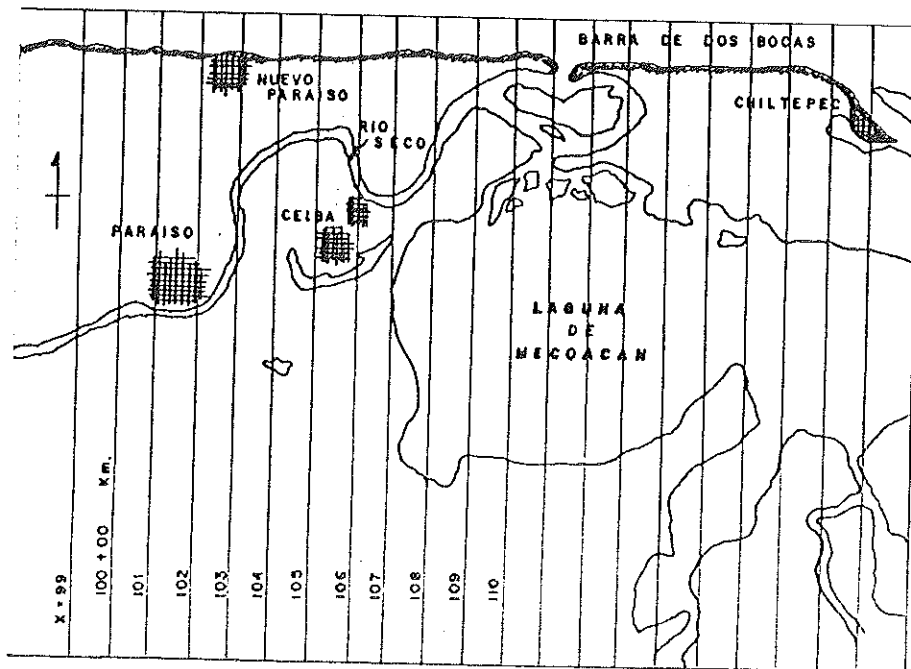 BARRA DE DOS BOCAS
NUEVO
PARAISO
CHILTEPEC
RIO
SECO
PARAISO
CEIBA
LAGUNA
DE
MECOACAN
X = 99
100 + 00 Km.
101
102
103
104
105
106
107
108
109
110